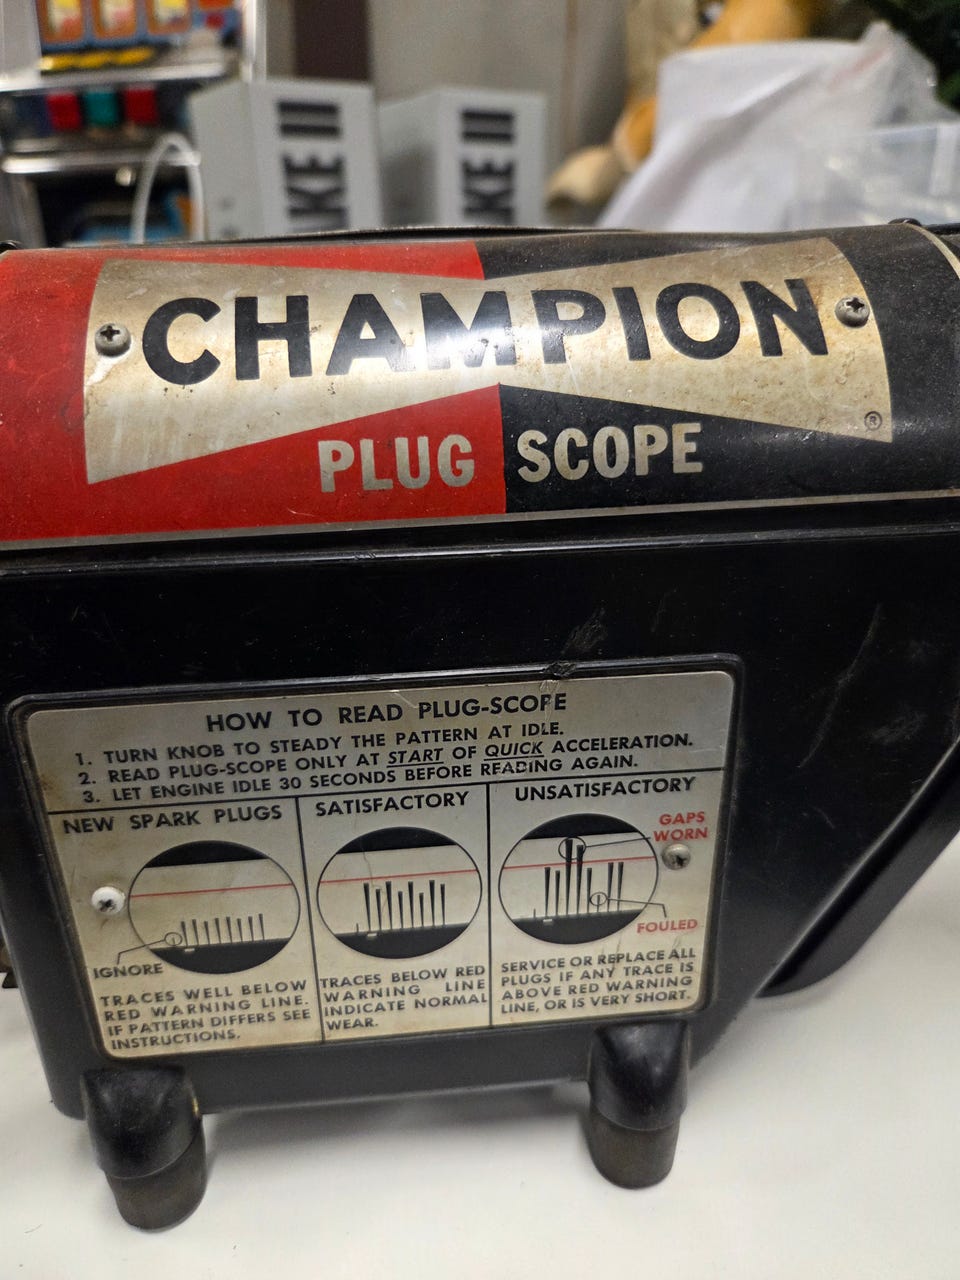 CHAMPION
®
PLUG SCOPE
HOW TO READ PLUG-SCOPE
1. TURN KNOB TO STEADY THE PATTERN AT IDLE.
2. READ PLUG-SCOPE ONLY AT START OF QUICK ACCELERATION.
3. LET ENGINE IDLE 30 SECONDS BEFORE READING AGAIN.
NEW SPARK PLUGS
IGNORE
TRACES WELL BELOW
RED WARNING LINE.
IF PATTERN DIFFERS SEE
INSTRUCTIONS.
SATISFACTORY
TRACES BELOW RED
WARNING LINE
INDICATE NORMAL
WEAR.
UNSATISFACTORY
GAPS
WORN
FOULED
SERVICE OR REPLACE ALL
PLUGS IF ANY TRACE IS
ABOVE RED WARNING
LINE, OR IS VERY SHORT.